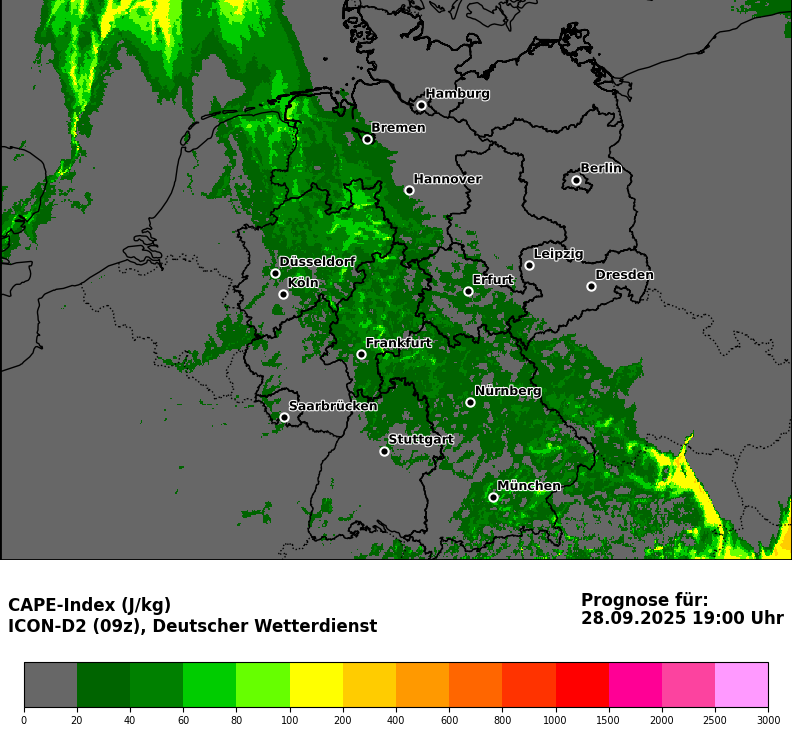 Hamburg
Bremen
Berlin
Hannover
Leipzig
Düsseldorf
Dresden
Köln
Erfurt
Frankfurt
Nürnberg
Saarbrücken
Stuttgart
München
CAPE-Index (J/kg)
ICON-D2 (09z), Deutscher Wetterdienst
Prognose für:
28.09.2025 19:00 Uhr
0 20 40 60 80 100 200 400 600 800 1000 1500 2000 2500 3000